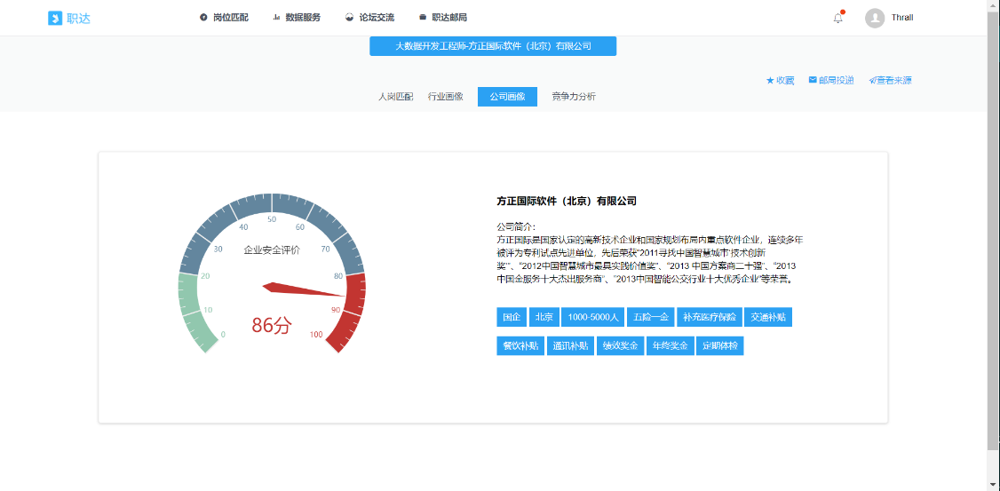 职达
岗位匹配
数据服务
论坛交流
职达邮局
Thrall
大数据开发工程师-方正国际软件（北京）有限公司
收藏
邮局投递
查看来源
人岗匹配
行业画像
公司画像
竞争力分析
50
40
60
企业安全评价
30
70
20
80
10
90
86分
0
100
方正国际软件（北京）有限公司
公司简介：
方正国际是国家认定的高新技术企业和国家规划布局内重点软件企业，连续多年
被评为专利试点先进单位，先后荣获"2011寻找中国智慧城市'技术创新
奖'"、"2012中国智慧城市最具实践价值奖"、"2013 中国方案商二十强"、"2013
中国金服务十大杰出服务商"、"2013中国智能公交行业十大优秀企业"等荣誉。
国企
北京
1000-5000人
五险一金
补充医疗保险
交通补贴
餐饮补贴
通讯补贴
绩效奖金
年终奖金
定期体检